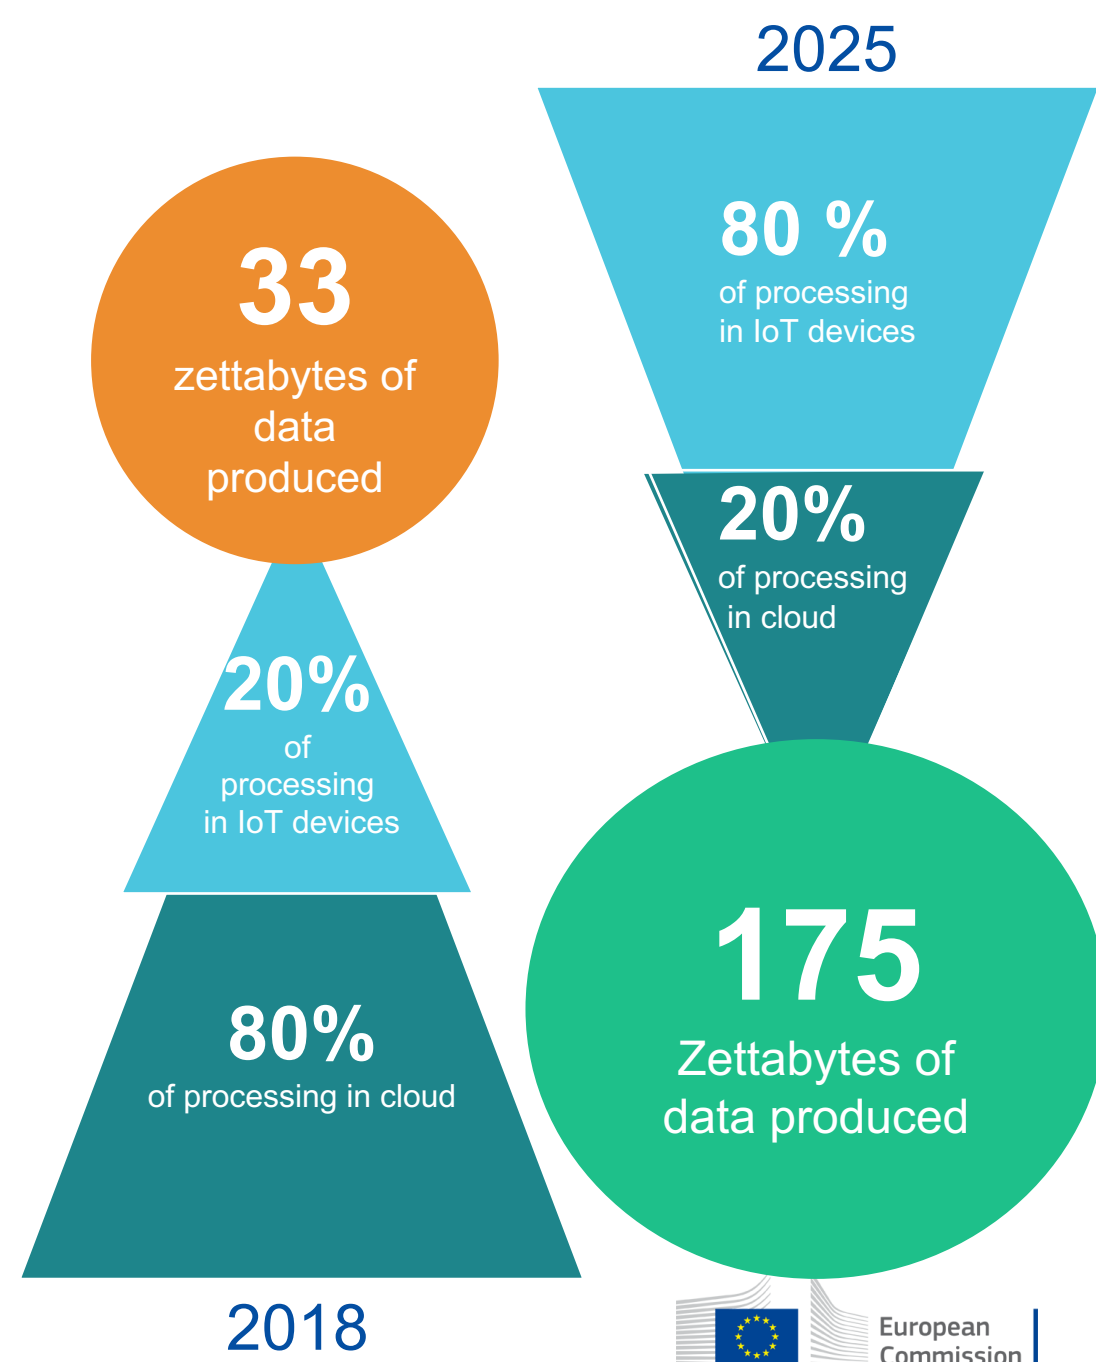 33
zettabytes of
data
produced
20%
of
processing
in IoT devices
80%
of processing in cloud
2018
2025
80 %
of processing
in IoT devices
20%
of processing
in cloud
175
Zettabytes of
data produced
European
Commission